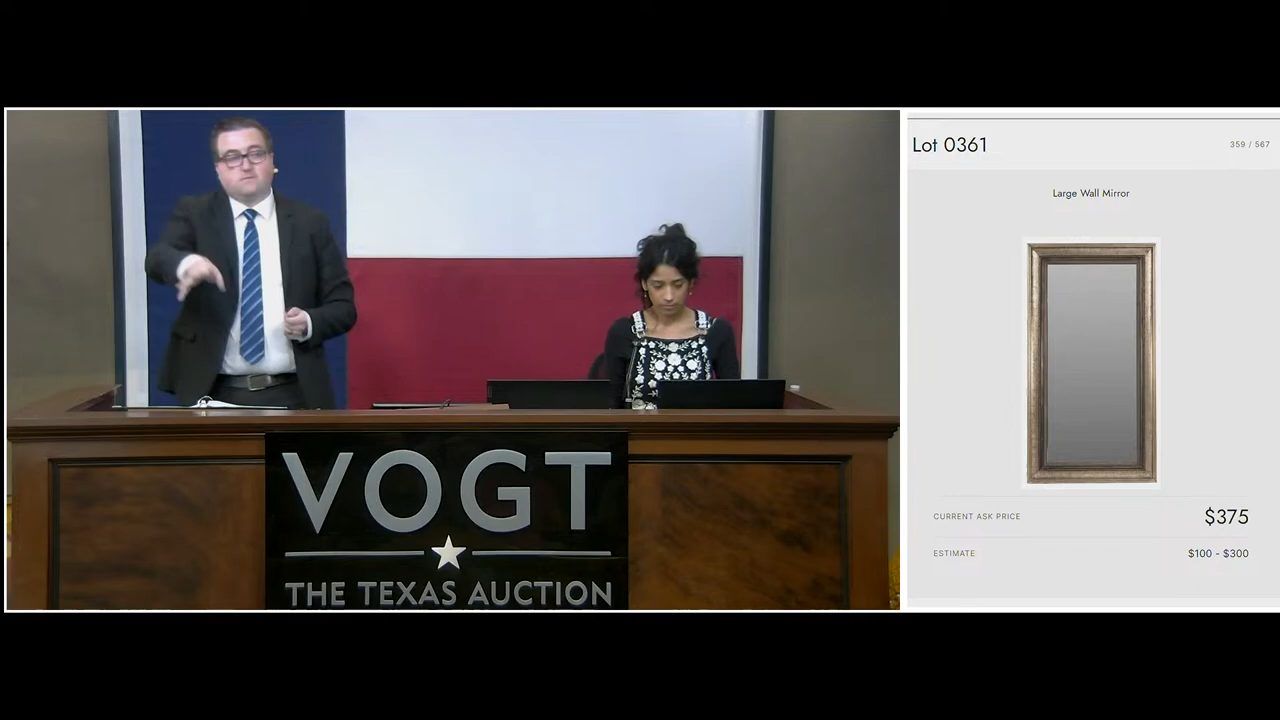 VOGT
THE TEXAS AUCTION
Lot 0361
359 / 567
Large Wall Mirror
CURRENT ASK PRICE
$375
ESTIMATE
$100 - $300